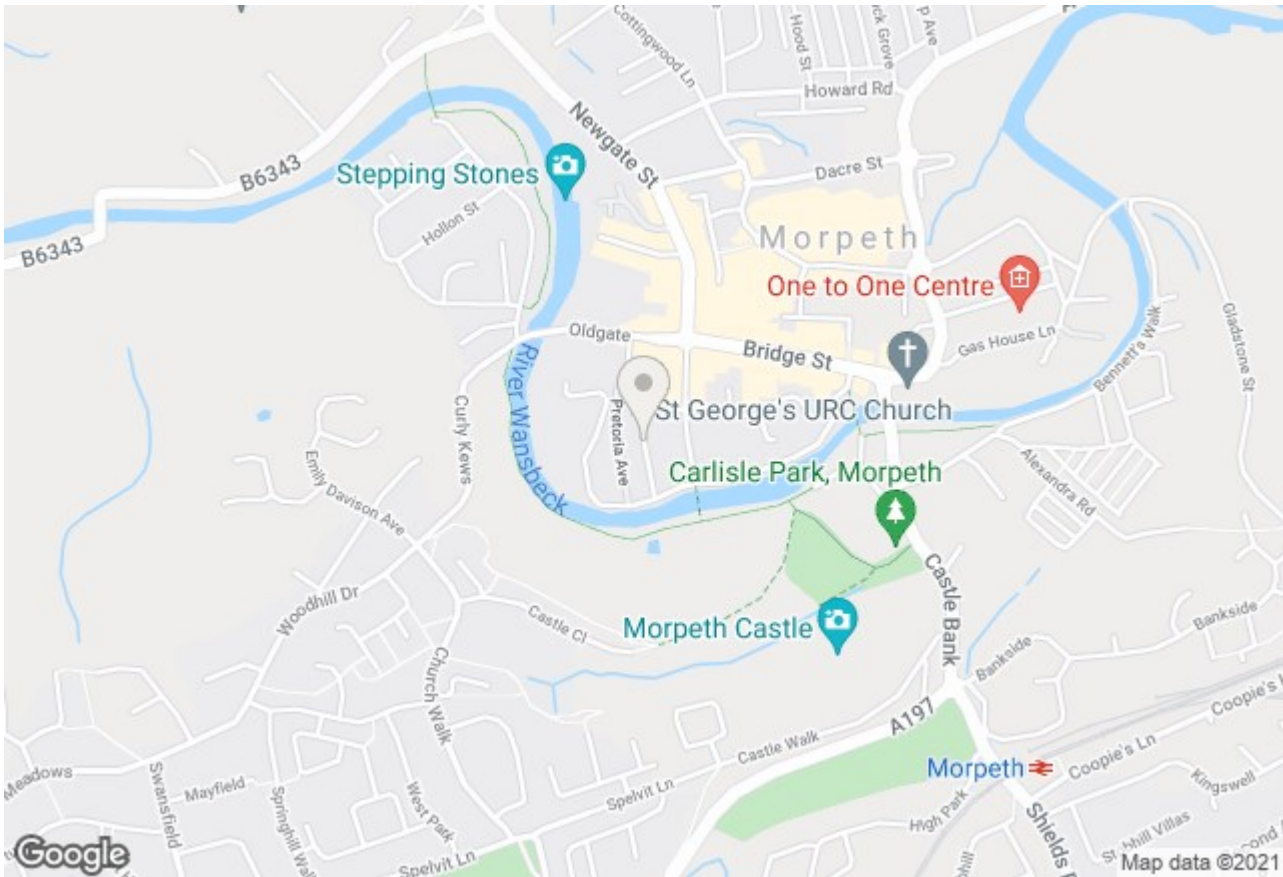 Cottingwood Ln
Hood St
Howard Rd
Newgate St
B6343
Stepping Stones
Dacre St
Hollon St
B6343
Morpeth
One to One Centre
Oldgate
Bridge St
Gas House Ln
Bennett's Walk
Gladstone St
River Wansbeck
Curly Kews
Pretoria Ave
St George's URC Church
Carlisle Park, Morpeth
Alexandra Rd
Emily Davison Ave
Woodhill Dr
Castle Cl
Morpeth Castle
Castle Bank
Bankside
Bankside
Church Walk
A197
Castle Walk
Coopie's
Morpeth
Coopie's Ln
Meadows
Swansfield
Mayfield
Springhill Villas
West Park
Spelvit Ln
High Park
Kingswell
Shields
Spelvit Ln
Google
Map data ©2021